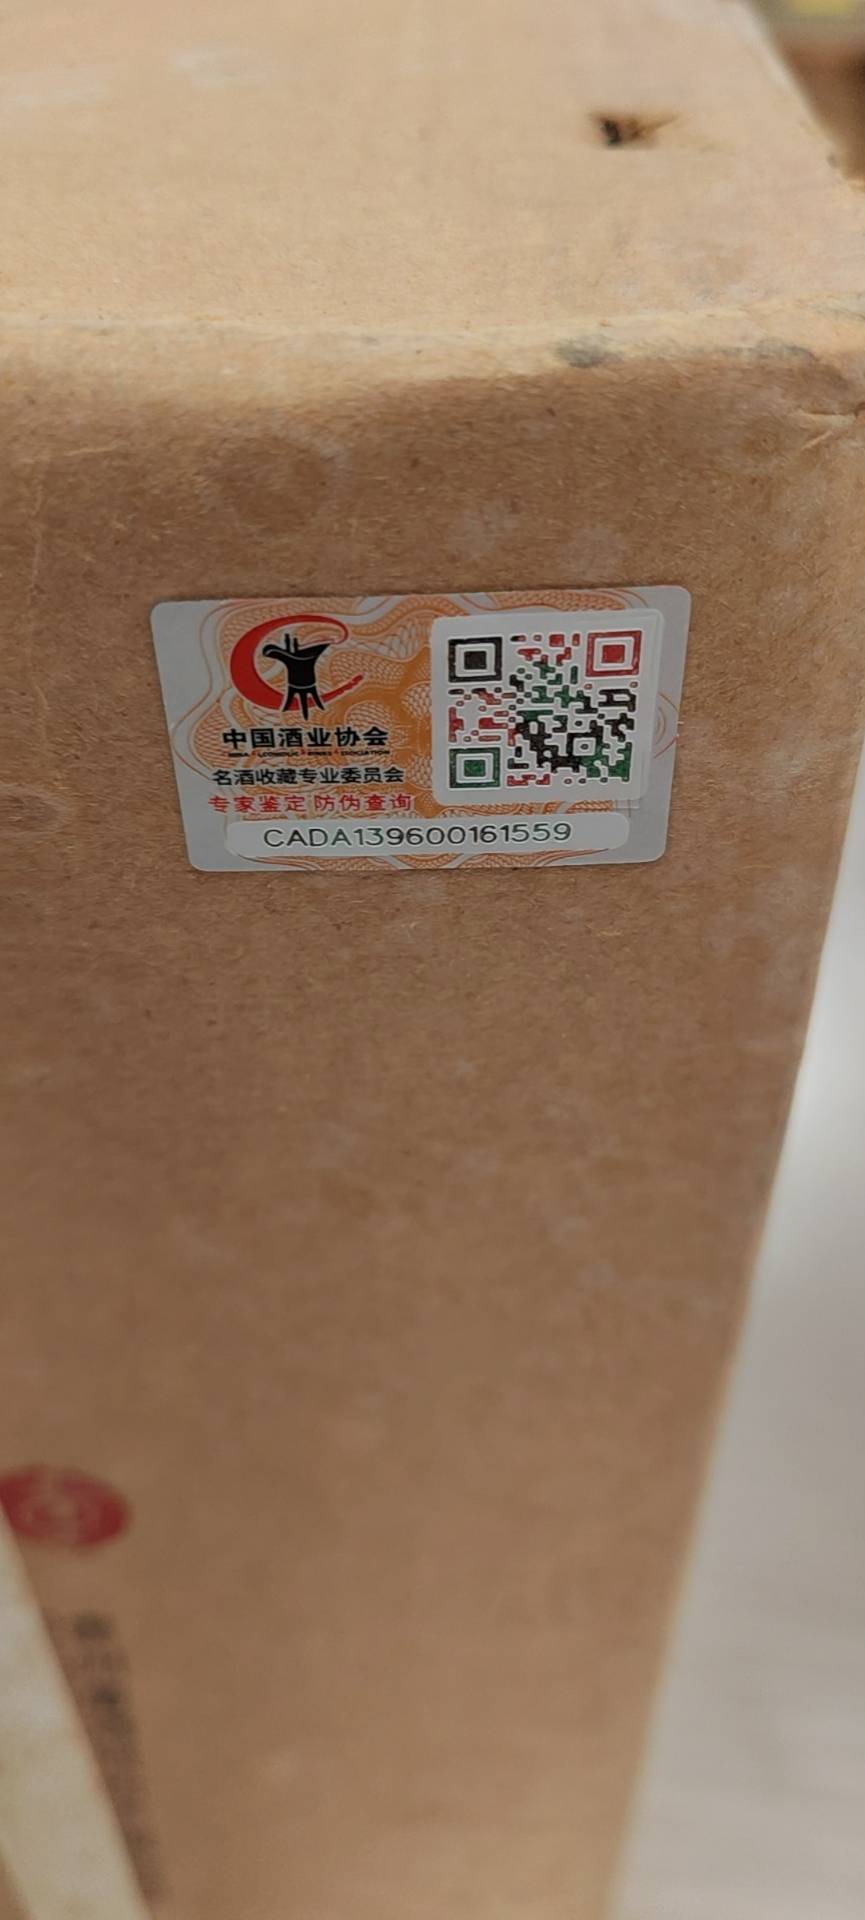 中国酒业协会
名酒收藏专业委员会
专家鉴定 防伪查询
CADA139600161559